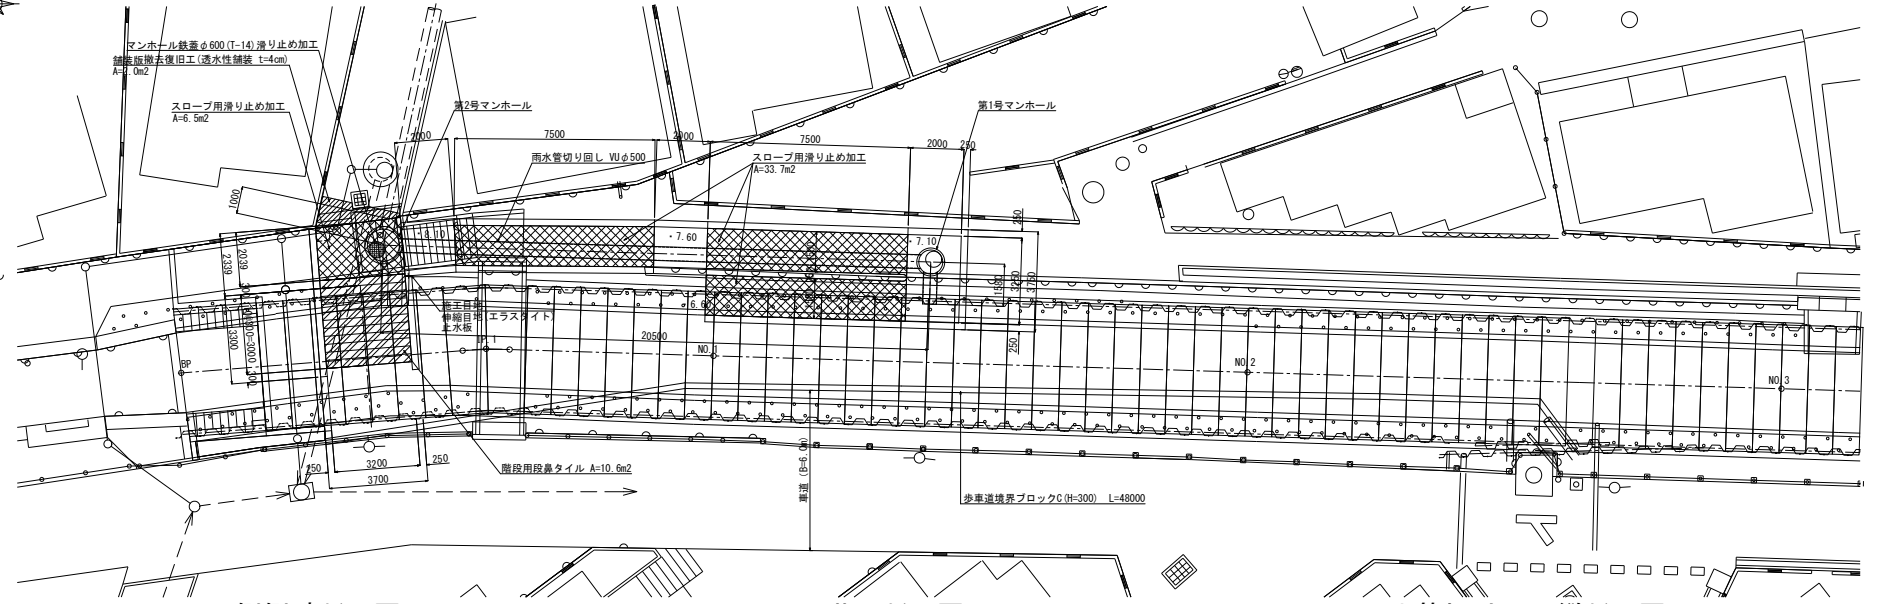 マンホール鉄蓋φ600(T-14)滑り止め加工
舗装版撤去復旧工(透水性舗装 t=4cm)
スロープ用滑り止め加工
A=6.5m2
第2号マンホール
第1号マンホール
2000
7500
2000
7500
2000
250
雨水管切り回し VUφ500
スロープ用滑り止め加工
A=33.7m2
1000
8.10
7.60
7.10
250
2339
2039
1580
3250
3750
250
3300
施工目地
伸縮目地(エラスタイト)
止水板
20500
BP
IP.1
NO.1
NO.2
NO.3
250
3200
250
3700
階段用段鼻タイル A=10.6m2
車道 (B=6.0m)
歩車道境界ブロックC(H=300) L=48000